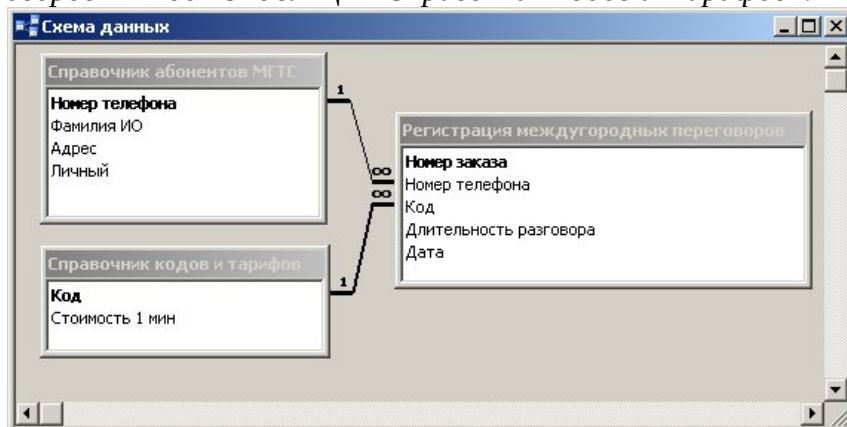 Схема данных
Справочник абонентов МГТС
Номер телефона
Фамилия ИО
Адрес
Личный
1
∞
∞
1
Регистрация междугородных переговоров
Номер заказа
Номер телефона
Код
Длительность разговора
Дата
Справочник кодов и тарифов
Код
Стоимость 1 мин